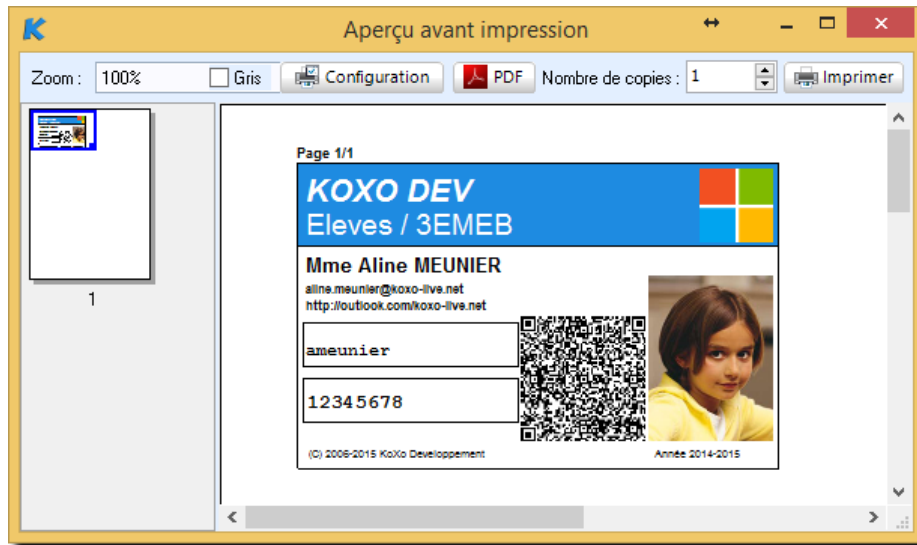 K
Aperçu avant impression
Zoom : 100% Gris Configuration PDF Nombre de copies : 1 Imprimer
1
Page 1/1
KOXO DEV
Eleves / 3EMEB
Mme Aline MEUNIER
aline.meunier@koxo-live.net
http://outlook.com/koxo-live.net
ameunier
12345678
(C) 2006-2015 KoXo Developpement Année 2014-2015